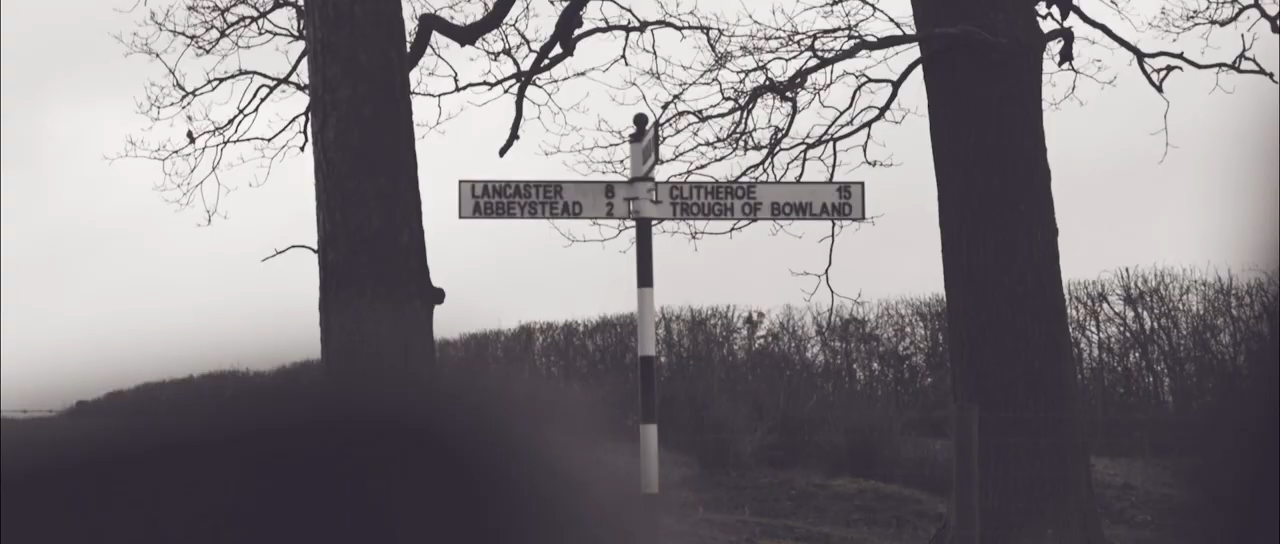 LANCASTER 8
ABBEYSTEAD 2
CLITHEROE 15
TROUGH OF BOWLAND